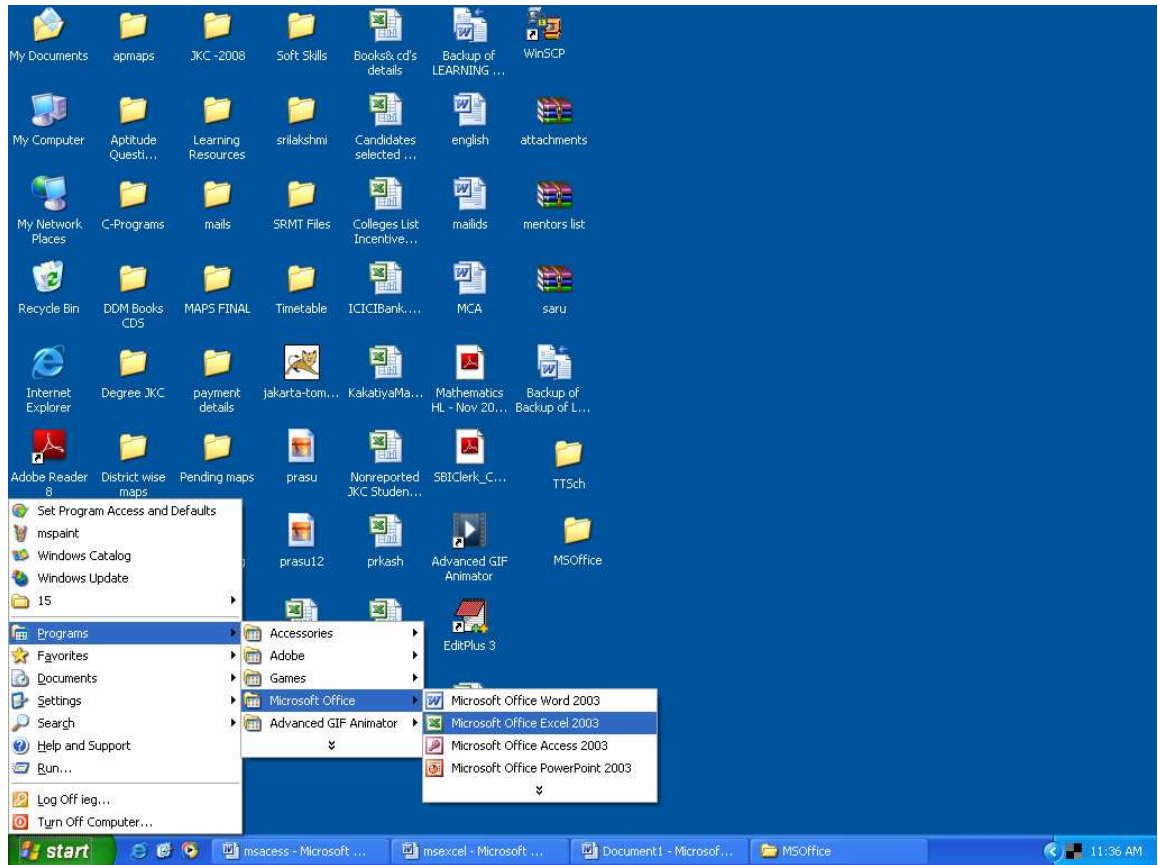 My Documents
apmaps
JKC -2008
Soft Skills
Books& cd's
details
Backup of
LEARNING ...
WinSCP
My Computer
Aptitude
Questi...
Learning
Resources
srilakshmi
Candidates
selected ...
english
attachments
My Network
Places
C-Programs
mails
SRMT Files
Colleges List
Incentive...
mailids
mentors list
Recycle Bin
DDM Books
CDS
MAPS FINAL
Timetable
ICICIBank....
MCA
saru
Internet
Explorer
Degree JKC
payment
details
jakarta-tom...
KakatiyaMa...
Mathematics
HL - Nov 20...
Backup of
Backup of L...
Adobe Reader
8
District wise
maps
Pending maps
prasu
Nonreported
JKC Studen...
SBIClerk_C...
TTSch
prasu12
prkash
Advanced GIF
Animator
MSOffice
EditPlus 3
Set Program Access and Defaults
mspaint
Windows Catalog
Windows Update
15
Programs
Favorites
Documents
Settings
Search
Help and Support
Run...
Log Off ieg...
Turn Off Computer...
Accessories
Adobe
Games
Microsoft Office
Advanced GIF Animator
Microsoft Office Word 2003
Microsoft Office Excel 2003
Microsoft Office Access 2003
Microsoft Office PowerPoint 2003
start
msacess - Microsoft ...
msexcel - Microsoft ...
Document1 - Microsof...
MSOffice
11:36 AM